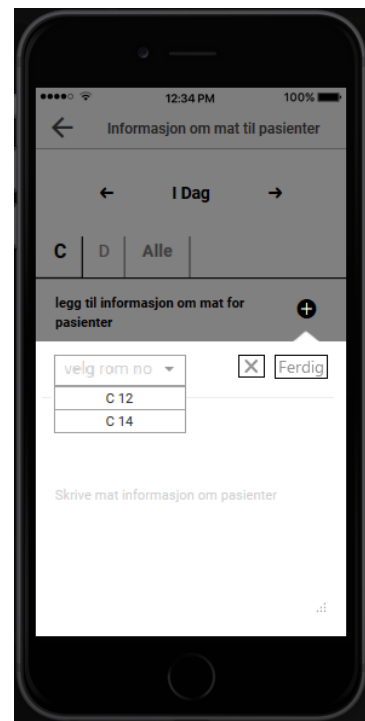 12:34 PM 100%
Informasjon om mat til pasienter
I Dag
C D Alle
legg til informasjon om mat for
pasienter
velg rom no Ferdig
C 12
C 14
Skrive mat informasjon om pasienter